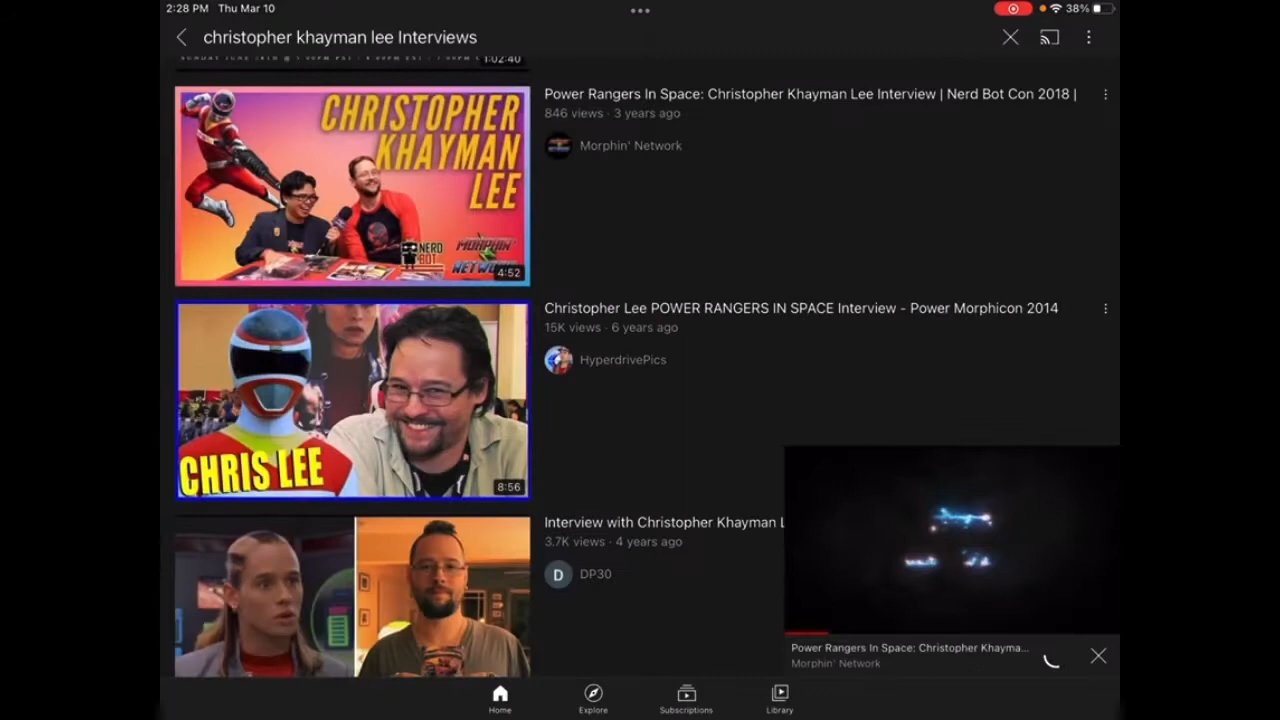 2:28 PM Thu Mar 10
38%
christopher khayman lee Interviews
1:02:40
CHRISTOPHER
KHAYMAN
LEE
NERD
BOT
MORPHIN'
NETWORK
4:52
Power Rangers In Space: Christopher Khayman Lee Interview | Nerd Bot Con 2018 |
846 views · 3 years ago
Morphin' Network
CHRIS LEE
8:56
Christopher Lee POWER RANGERS IN SPACE Interview - Power Morphicon 2014
15K views · 6 years ago
HyperdrivePics
Interview with Christopher Khayman L
3.7K views · 4 years ago
D DP30
Power Rangers In Space: Christopher Khayma...
Morphin' Network
Home Explore Subscriptions Library